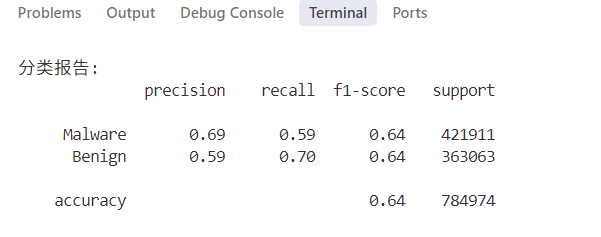 Problems Output Debug Console Terminal Ports
分类报告:
precision recall f1-score support
Malware 0.69 0.59 0.64 421911
Benign 0.59 0.70 0.64 363063
accuracy 0.64 784974